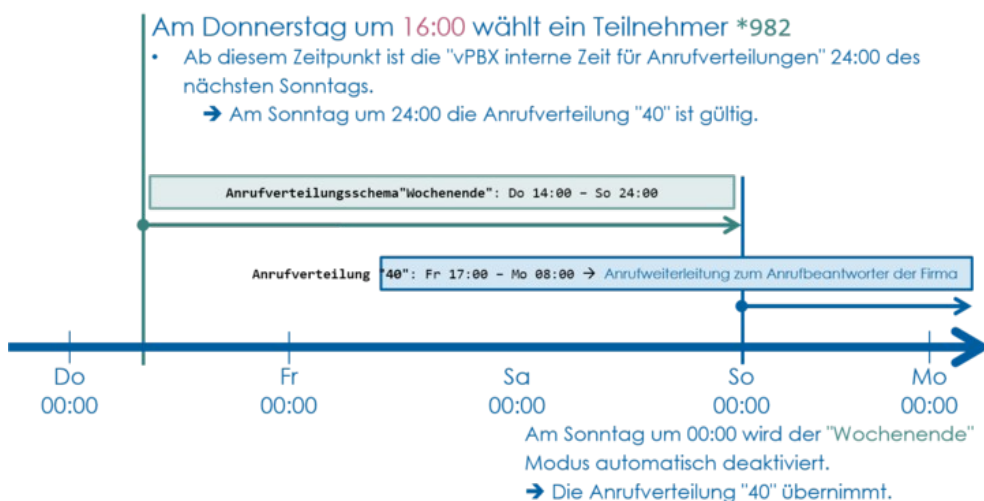 Am Donnerstag um 16:00 wählt ein Teilnehmer *982
• Ab diesem Zeitpunkt ist die "vPBX interne Zeit für Anrufverteilungen" 24:00 des
nächsten Sonntags.
➔ Am Sonntag um 24:00 die Anrufverteilung "40" ist gültig.
Anrufverteilungsschema"Wochenende": Do 14:00 – So 24:00
Anrufverteilung "40": Fr 17:00 – Mo 08:00 ➔ Anrufweiterleitung zum Anrufbeantworter der Firma
Do Fr Sa So Mo
00:00 00:00 00:00 00:00 00:00
Am Sonntag um 00:00 wird der "Wochenende"
Modus automatisch deaktiviert.
➔ Die Anrufverteilung "40" übernimmt.